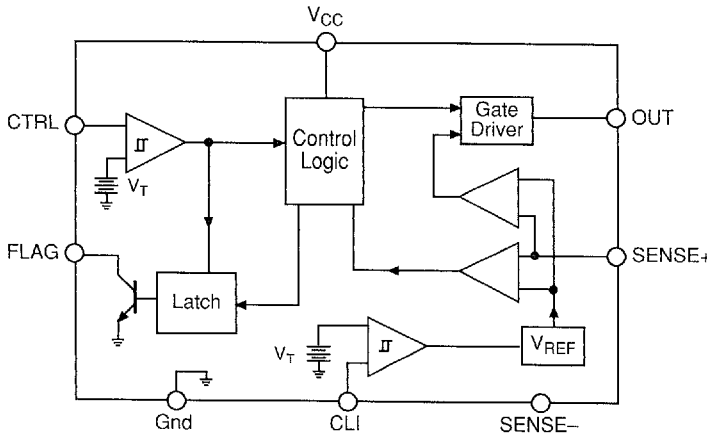 VCC
CTRL
VT
Control
Logic
Gate
Driver
OUT
FLAG
Latch
SENSE+
VT
VREF
Gnd
CLI
SENSE–